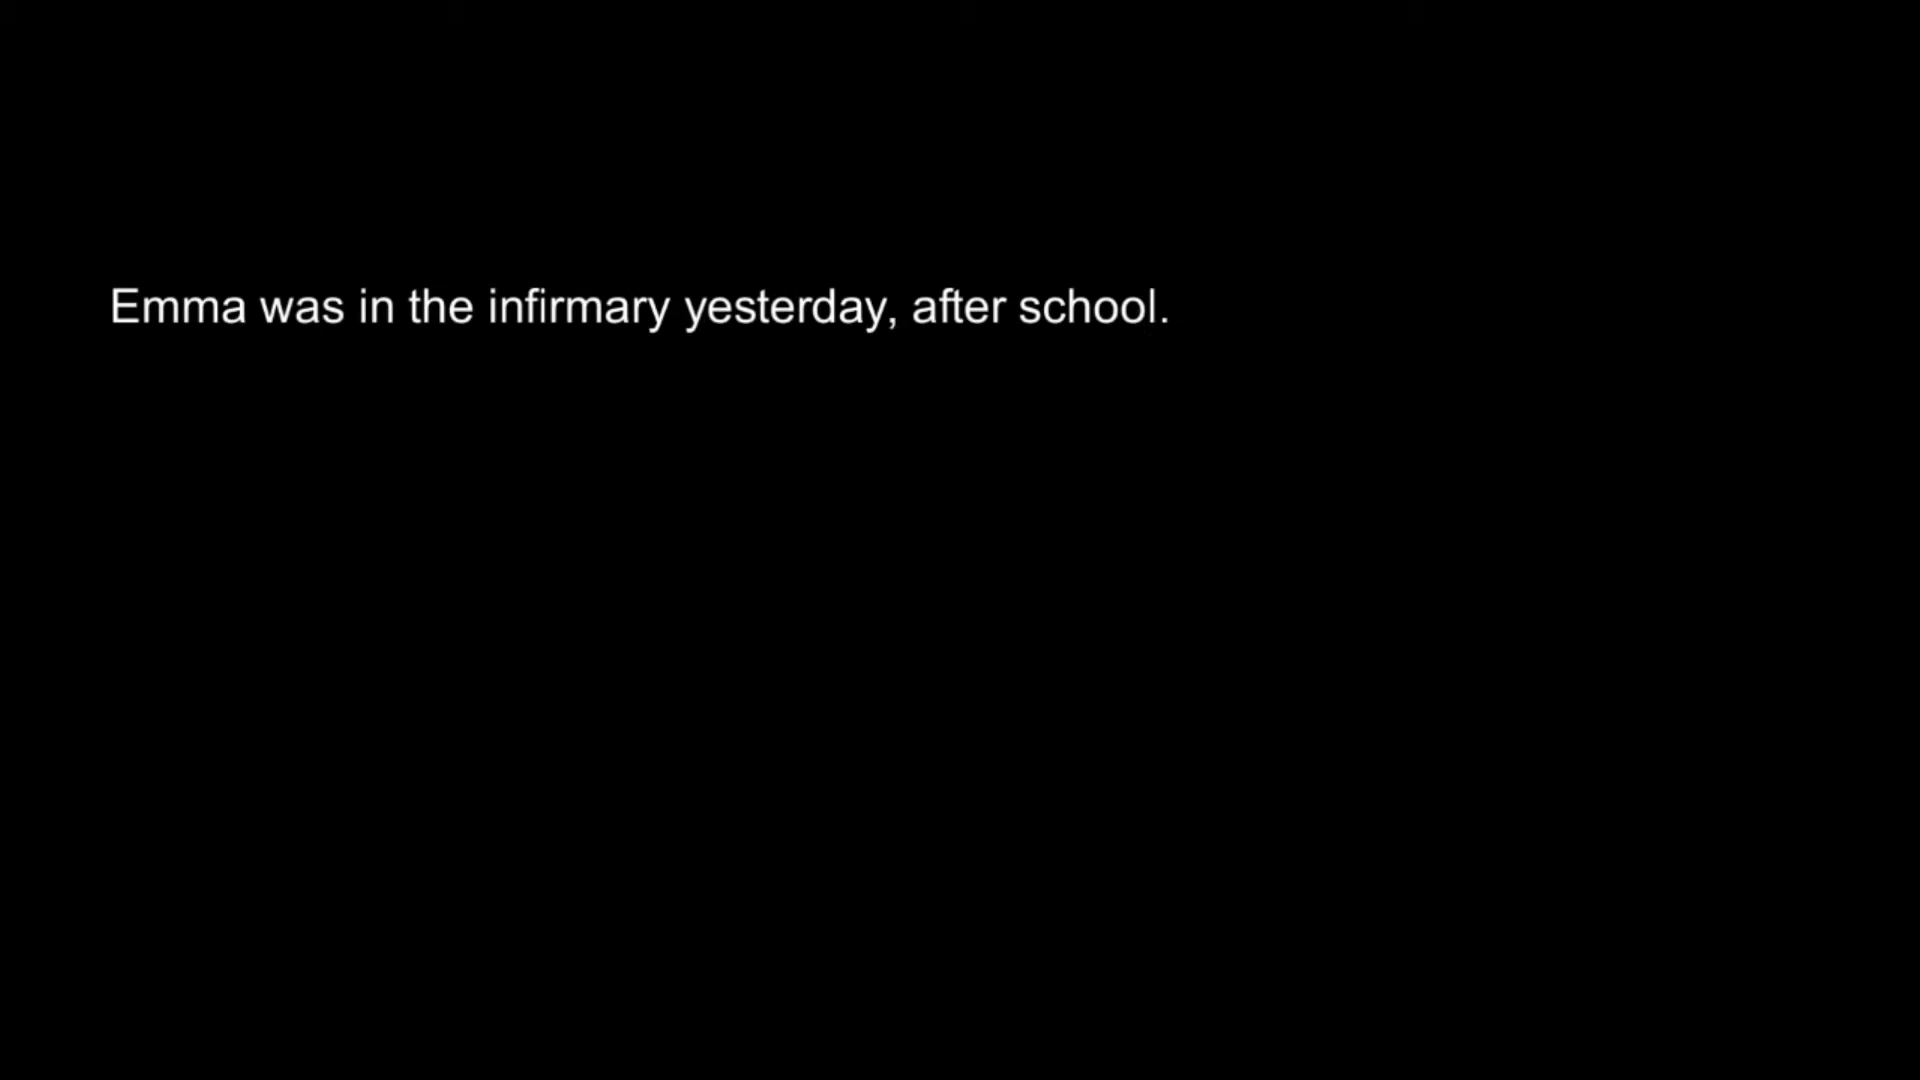 Emma was in the infirmary yesterday, after school.